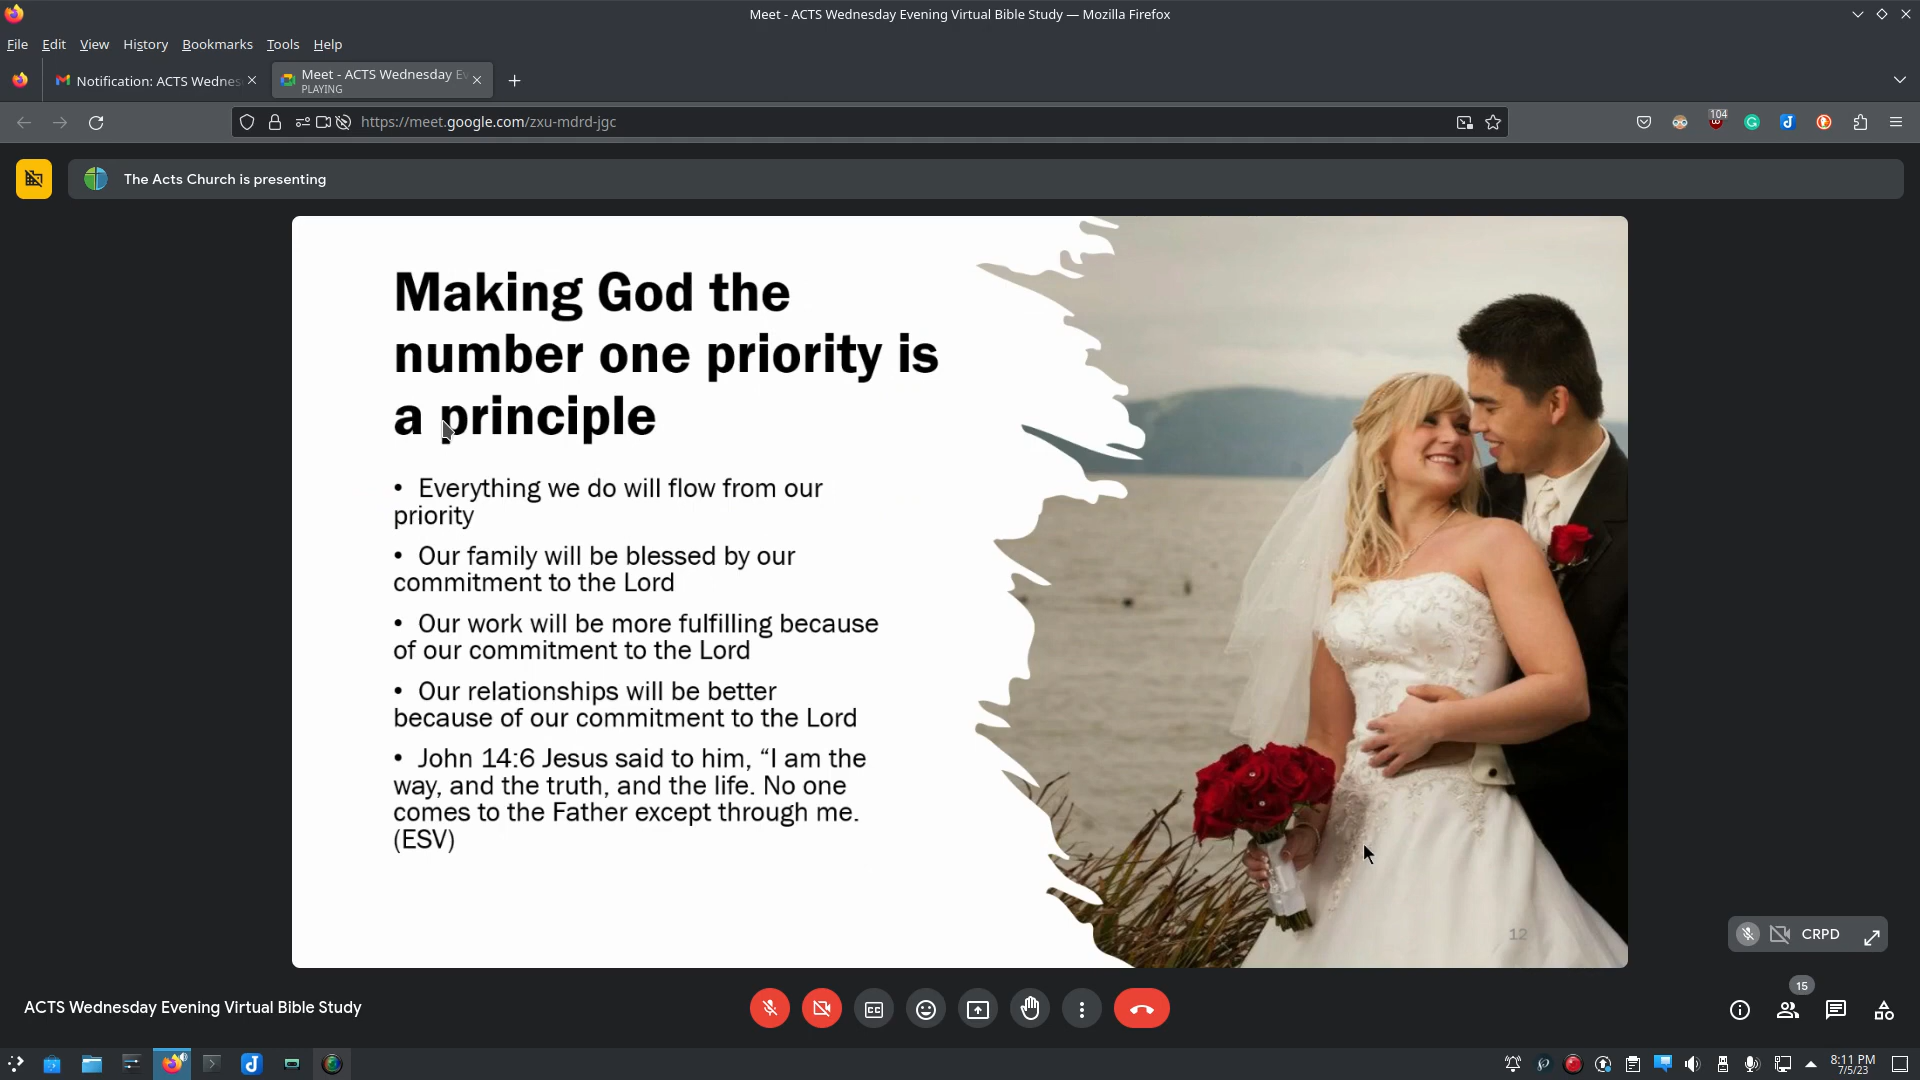 Meet - ACTS Wednesday Evening Virtual Bible Study — Mozilla Firefox
File Edit View History Bookmarks Tools Help
Notification: ACTS Wednes
Meet - ACTS Wednesday Ev
PLAYING
https://meet.google.com/zxu-mdrd-jgc
104
The Acts Church is presenting
Making God the
number one priority is
a principle
• Everything we do will flow from our
priority
• Our family will be blessed by our
commitment to the Lord
• Our work will be more fulfilling because
of our commitment to the Lord
• Our relationships will be better
because of our commitment to the Lord
• John 14:6 Jesus said to him, “I am the
way, and the truth, and the life. No one
comes to the Father except through me.
(ESV)
12
CRPD
15
ACTS Wednesday Evening Virtual Bible Study
8:11 PM
7/5/23